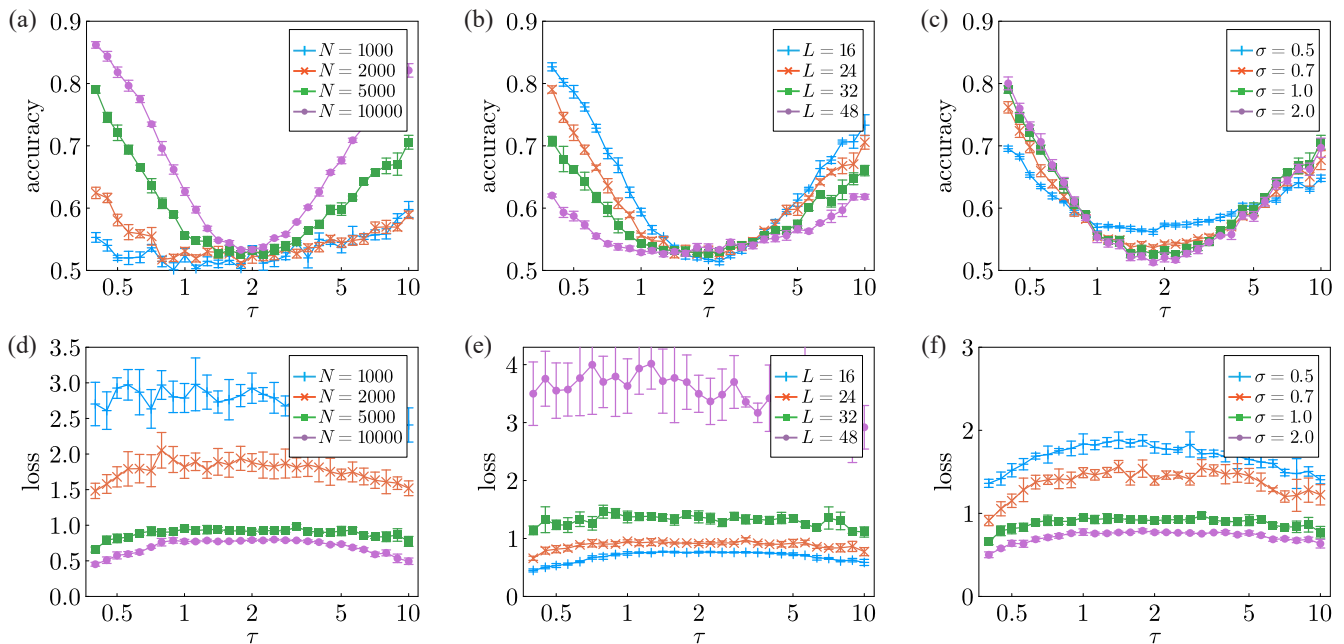 (a)
0.9
0.8
0.7
0.6
0.5
accuracy
N = 1000
N = 2000
N = 5000
N = 10000
0.5 1 2 5 10
τ
(b)
0.9
0.8
0.7
0.6
0.5
accuracy
L = 16
L = 24
L = 32
L = 48
0.5 1 2 5 10
τ
(c)
0.9
0.8
0.7
0.6
0.5
accuracy
σ = 0.5
σ = 0.7
σ = 1.0
σ = 2.0
0.5 1 2 5 10
τ
(d)
3.5
3.0
2.5
2.0
1.5
1.0
0.5
0.0
loss
N = 1000
N = 2000
N = 5000
N = 10000
0.5 1 2 5 10
τ
(e)
4
3
2
1
0
loss
L = 16
L = 24
L = 32
L = 48
0.5 1 2 5 10
τ
(f)
3
2
1
0
loss
σ = 0.5
σ = 0.7
σ = 1.0
σ = 2.0
0.5 1 2 5 10
τ